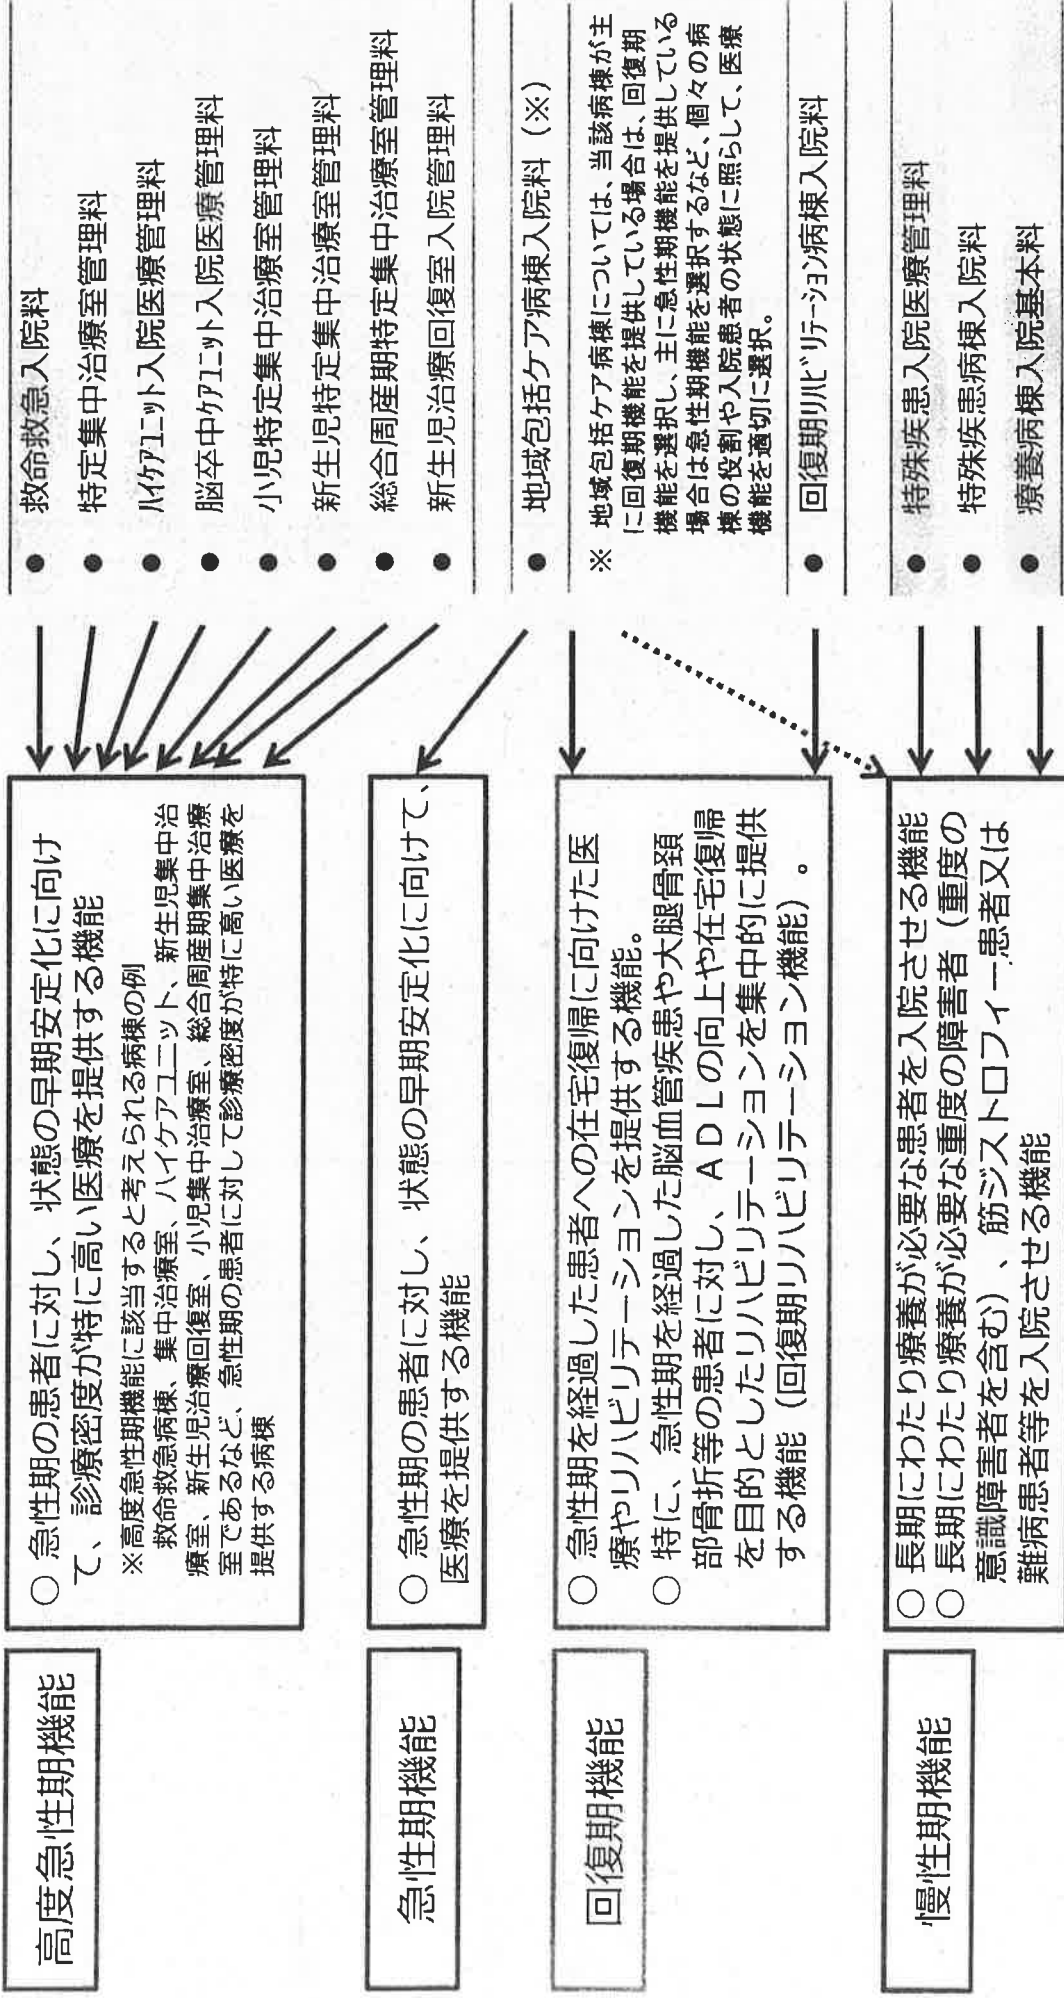 高度急性期機能
○ 急性期の患者に対し、状態の早期安定化に向け
て、診療密度が特に高い医療を提供する機能
※高度急性期機能に該当すると考えられる病棟の例
救命救急病棟、集中治療室、ハイケアユニット、新生児集中治
療室、新生児治療回復室、小児集中治療室、総合周産期集中治療
室であるなど、急性期の患者に対して診療密度が特に高い医療を
提供する病棟
● 救命救急入院料
● 特定集中治療室管理料
● ハイケアユニット入院医療管理料
● 脳卒中ケアユニット入院医療管理料
● 小児特定集中治療室管理料
● 新生児特定集中治療室管理料
● 総合周産期特定集中治療室管理料
● 新生児治療回復室入院管理料
急性期機能
○ 急性期の患者に対し、状態の早期安定化に向けて、
医療を提供する機能
● 地域包括ケア病棟入院料（※）
※ 地域包括ケア病棟については、当該病棟が主
に回復期機能を提供している場合は、回復期
機能を選択し、主に急性期機能を提供している
場合は急性期機能を選択するなど、個々の病
棟の役割や入院患者の状態に照らして、医療
機能を適切に選択。
回復期機能
○ 急性期を経過した患者への在宅復帰に向けた医
療やリハビリテーションを提供する機能。
○ 特に、急性期を経過した脳血管疾患や大腿骨頚
部骨折等の患者に対し、ＡＤＬの向上や在宅復帰
を目的としたリハビリテーションを集中的に提供
する機能（回復期リハビリテーション機能）。
● 回復期リハビリテーション病棟入院料
慢性期機能
○ 長期にわたり療養が必要な患者を入院させる機能
○ 長期にわたり療養が必要な重度の障害者（重度の
意識障害者を含む）、筋ジストロフィー患者又は
難病患者等を入院させる機能
● 特殊疾患入院医療管理料
● 特殊疾患病棟入院料
● 療養病棟入院基本料